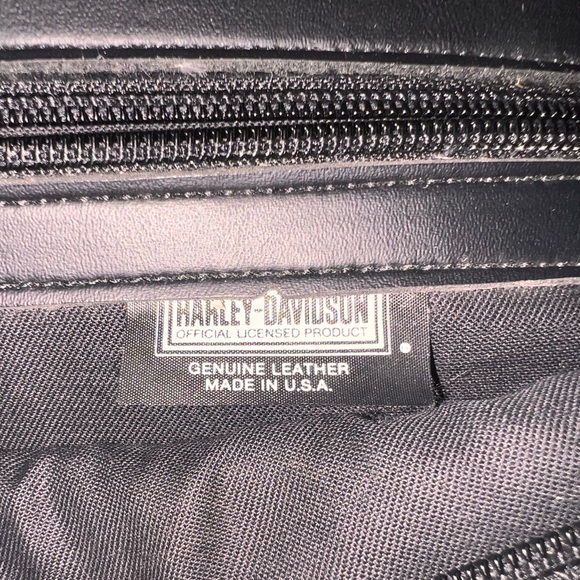 HARLEY-DAVIDSON
OFFICIAL LICENSED PRODUCT
GENUINE LEATHER
MADE IN U.S.A.